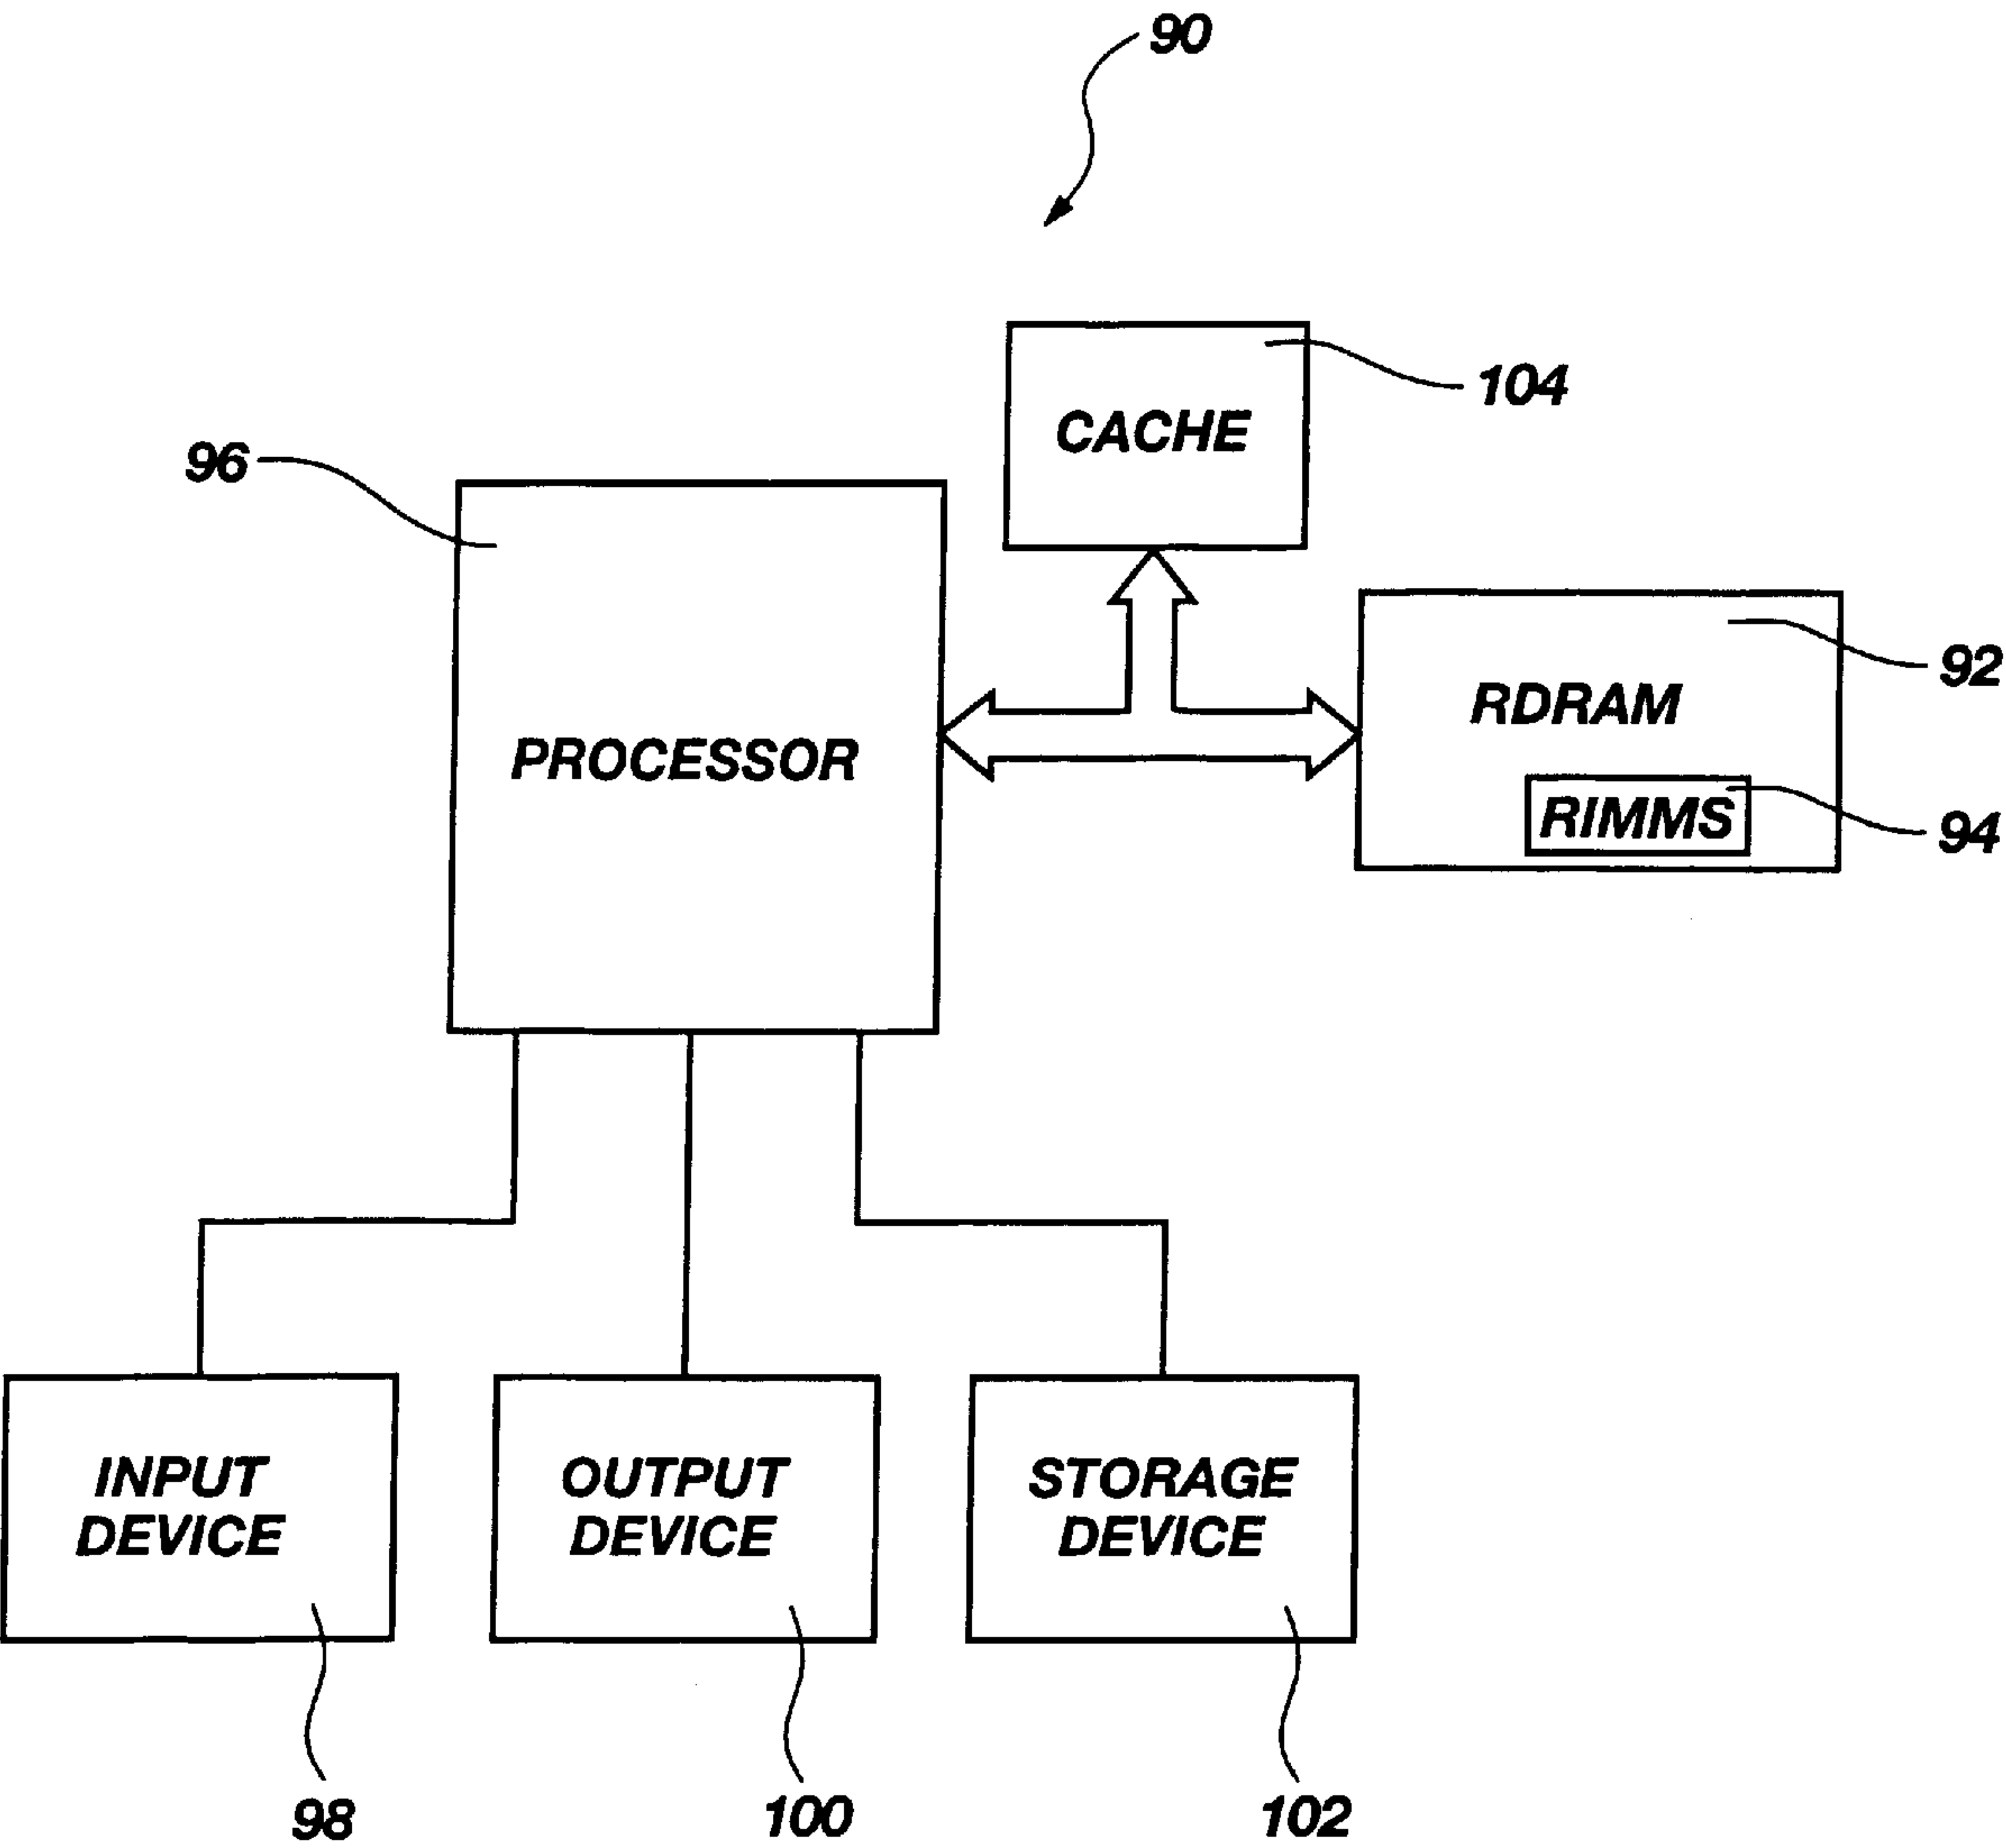 90
CACHE
104
96
PROCESSOR
RDRAM
92
RIMMS
94
INPUT
DEVICE
OUTPUT
DEVICE
STORAGE
DEVICE
98
100
102